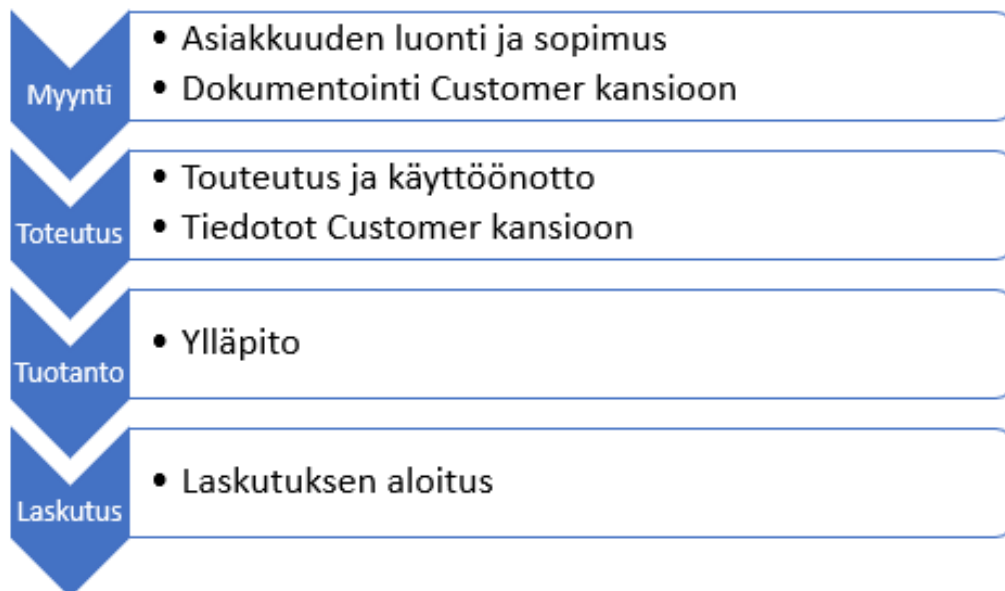 Myynti
• Asiakkuuden luonti ja sopimus
• Dokumentointi Customer kansioon
Toteutus
• Touteutus ja käyttöönotto
• Tiedotot Customer kansioon
Tuotanto
• Ylläpito
Laskutus
• Laskutuksen aloitus